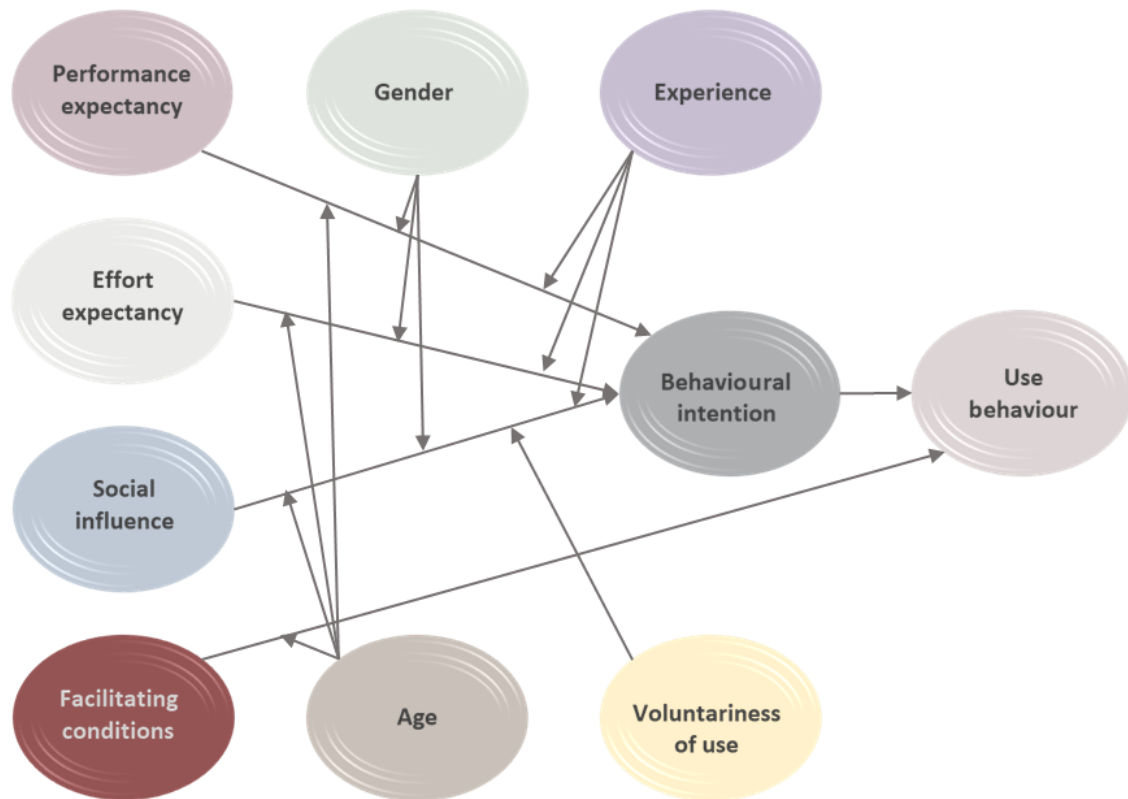 Performance
expectancy
Gender
Experience
Effort
expectancy
Behavioural
intention
Use
behaviour
Social
influence
Facilitating
conditions
Age
Voluntariness
of use